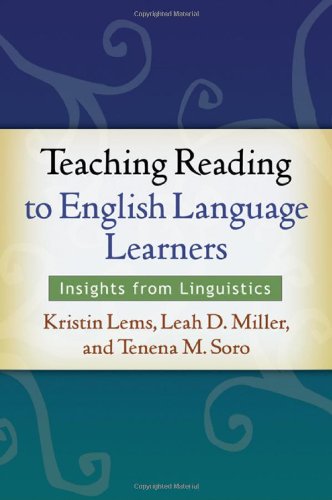 Teaching Reading
to English Language
Learners
Insights from Linguistics
Kristin Lems, Leah D. Miller,
and Tenena M. Soro